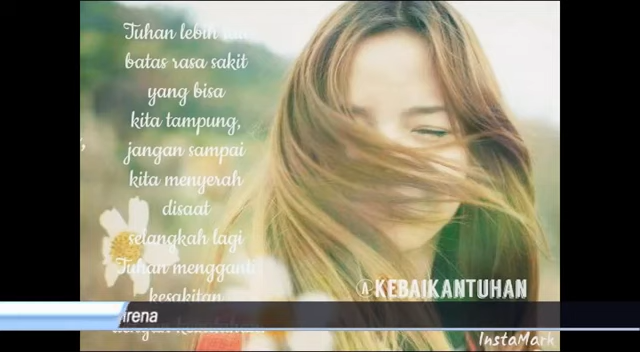 Tuhan lebih tau
batas rasa sakit
yang bisa
kita tampung,
jangan sampai
kita menyerah
disaat
selangkah lagi
Tuhan mengganti
kesakitan
KEBAIKANTUHAN
irena
InstaMark